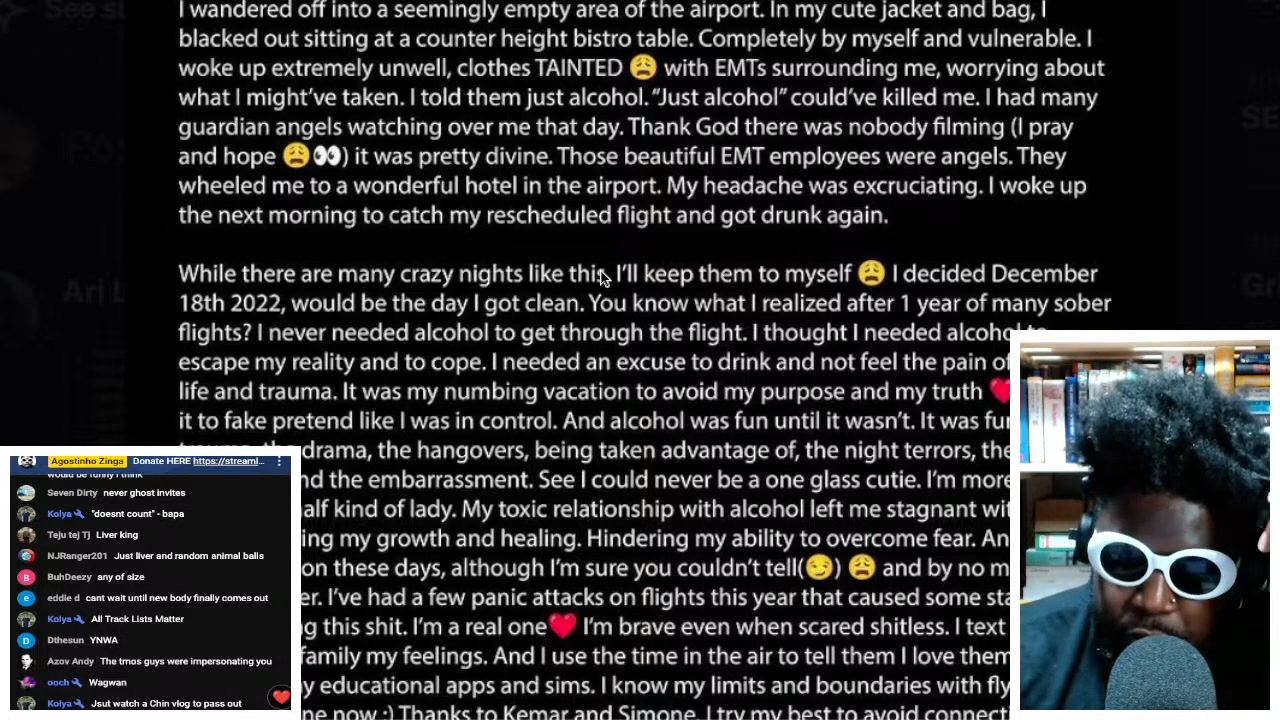 I wandered off into a seemingly empty area of the airport. In my cute jacket and bag, I
blacked out sitting at a counter height bistro table. Completely by myself and vulnerable. I
woke up extremely unwell, clothes TAINTED 😩 with EMTs surrounding me, worrying about
what I might've taken. I told them just alcohol. "Just alcohol" could've killed me. I had many
guardian angels watching over me that day. Thank God there was nobody filming (I pray
and hope 😩👀) it was pretty divine. Those beautiful EMT employees were angels. They
wheeled me to a wonderful hotel in the airport. My headache was excruciating. I woke up
the next morning to catch my rescheduled flight and got drunk again.
While there are many crazy nights like this, I'll keep them to myself 😩 I decided December
18th 2022, would be the day I got clean. You know what I realized after 1 year of many sober
flights? I never needed alcohol to get through the flight. I thought I needed alcohol to
escape my reality and to cope. I needed an excuse to drink and not feel the pain of
life and trauma. It was my numbing vacation to avoid my purpose and my truth ❤️
it to fake pretend like I was in control. And alcohol was fun until it wasn't. It was fun
drama, the hangovers, being taken advantage of, the night terrors, the
the embarrassment. See I could never be a one glass cutie. I'm more
half kind of lady. My toxic relationship with alcohol left me stagnant
my growth and healing. Hindering my ability to overcome fear.
on these days, although I'm sure you couldn't tell(😏) 😩 and by no
I've had a few panic attacks on flights this year that caused some
this shit. I'm a real one❤️ I'm brave even when scared shitless. I text
family my feelings. And I use the time in the air to tell them I love them
educational apps and sims. I know my limits and boundaries with
now :) Thanks to Kemar and Simone. I try my best to avoid
Agostinho Zinga Donate HERE https://streaml...
would be funny i think
Seven Dirty never ghost invites
Kolya "doesnt count" - bapa
Teju tej Tj Liver king
NJRanger201 Just liver and random animal balls
BuhDeezy any of size
eddie d cant wait until new body finally comes out
Kolya All Track Lists Matter
Dthesun YNWA
Azov Andy The tmos guys were impersonating you
ooch Wagwan
Kolya Jsut watch a Chin vlog to pass out